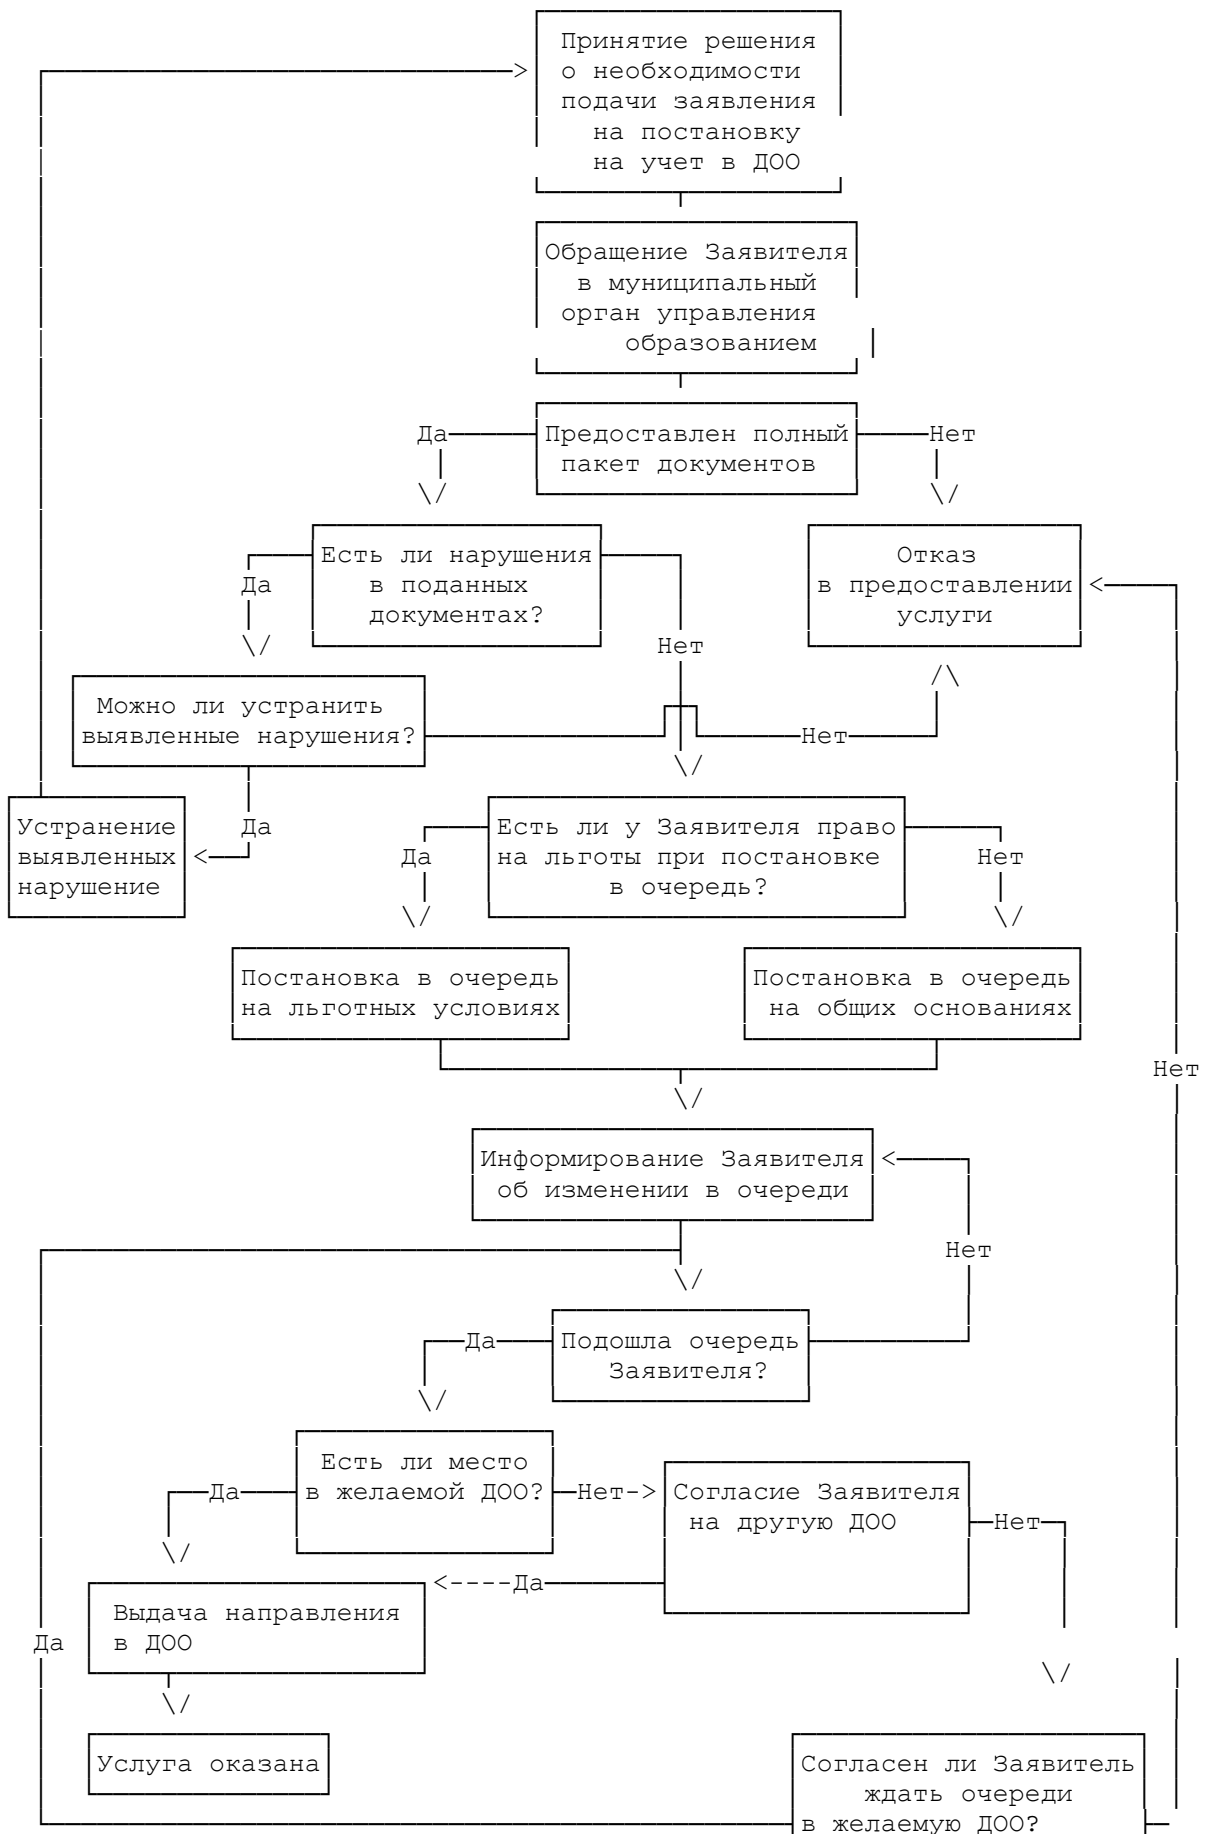 Принятие решения
о необходимости
подачи заявления
на постановку
на учет в ДОО
Обращение Заявителя
в муниципальный
орган управления
образованием
Да
Предоставлен полный
Нет
пакет документов
Есть ли нарушения
в поданных
документах?
Да
Отказ
в предоставлении
услуги
Нет
Можно ли устранить
выявленные нарушения?
Нет
Устранение
выявленных
нарушение
Да
Есть ли у Заявителя право
на льготы при постановке
в очередь?
Да
Нет
Постановка в очередь
на льготных условиях
Постановка в очередь
на общих основаниях
Нет
Информирование Заявителя
об изменении в очереди
Нет
Да
Подошла очередь
Заявителя?
Есть ли место
в желаемой ДОО?
Да
Нет->
Согласие Заявителя
на другую ДОО
Нет
<----Да
Выдача направления
в ДОО
Да
Услуга оказана
Согласен ли Заявитель
ждать очереди
в желаемую ДОО?